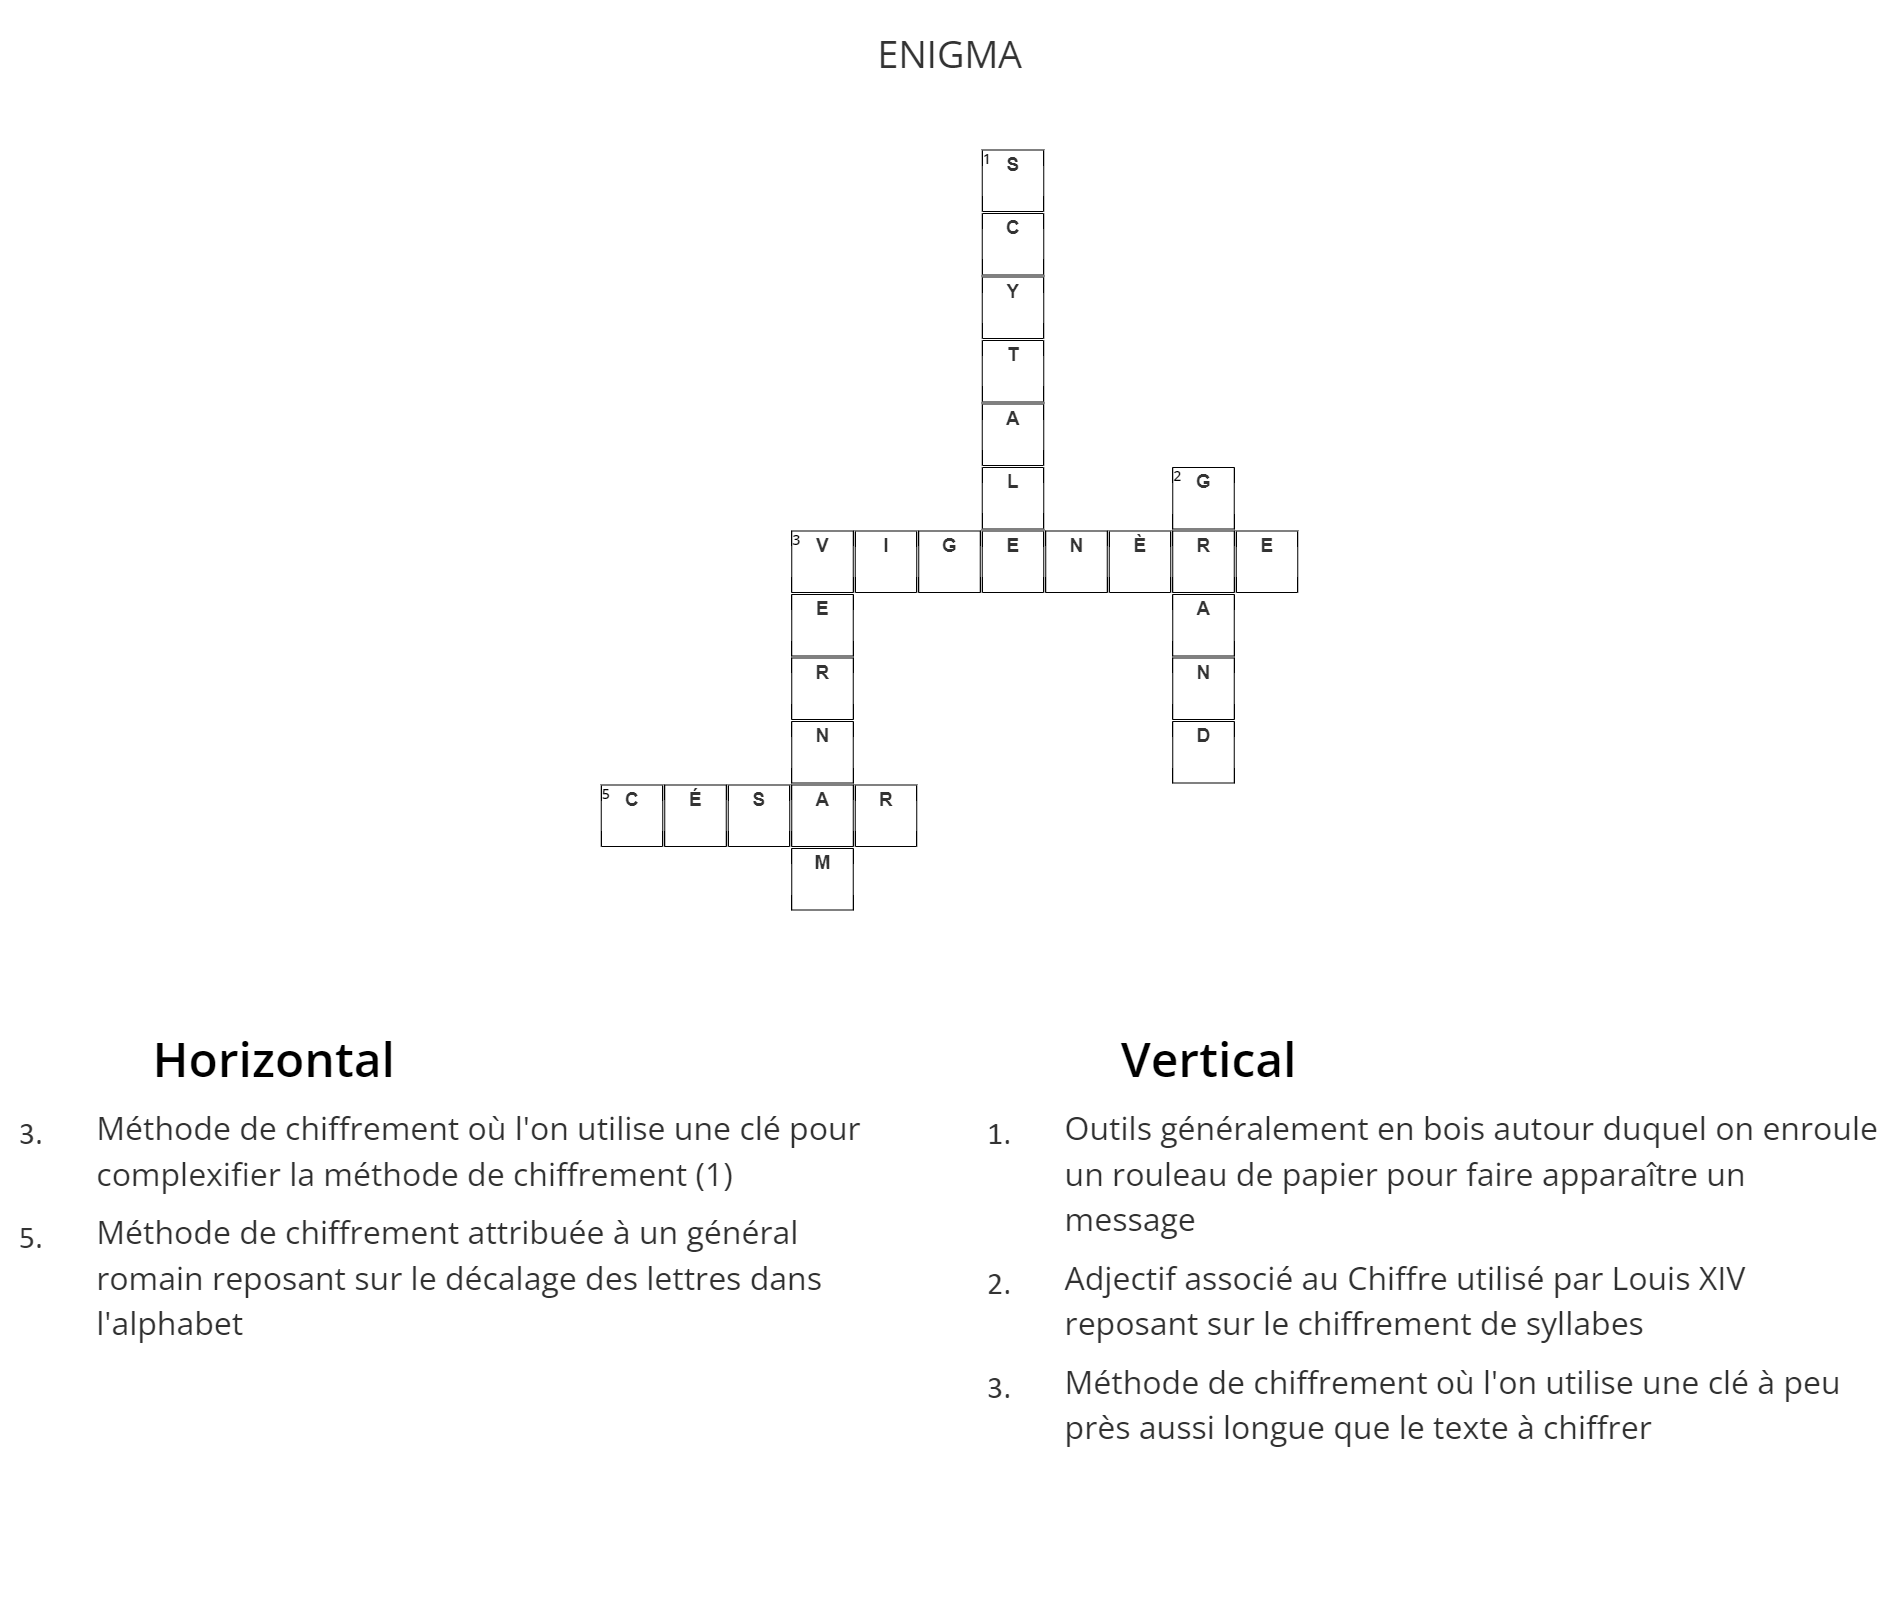 ENIGMA
1 S
C
Y
T
A
L
2 G
3 V I G E N È R E
E A
R N
N D
5 C É S A R
M
Horizontal
3. Méthode de chiffrement où l'on utilise une clé pour
complexifier la méthode de chiffrement (1)
5. Méthode de chiffrement attribuée à un général
romain reposant sur le décalage des lettres dans
l'alphabet
Vertical
1. Outils généralement en bois autour duquel on enroule
un rouleau de papier pour faire apparaître un
message
2. Adjectif associé au Chiffre utilisé par Louis XIV
reposant sur le chiffrement de syllabes
3. Méthode de chiffrement où l'on utilise une clé à peu
près aussi longue que le texte à chiffrer